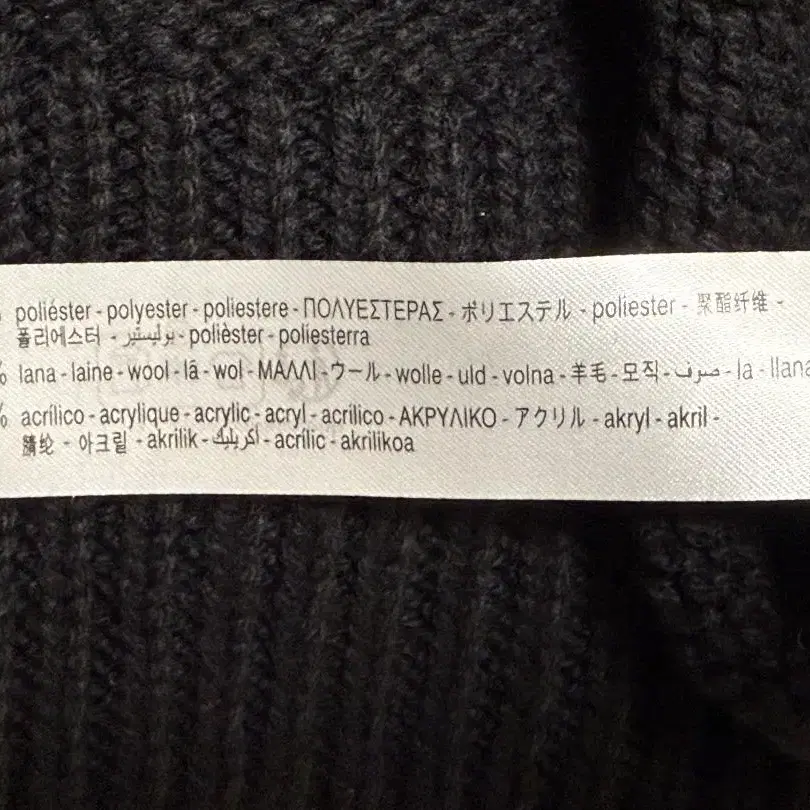 % poliéster - polyester - poliestere - ΠΟΛΥΕΣΤΕΡΑΣ - ポリエステル - poliester - 聚酯纤维 -
폴리에스터 - بوليستير - polièster - poliesterra
% lana - laine - wool - lã - wol - ΜΑΛΛΙ - ウール - wolle - uld - volna - 羊毛 - 모직 - صوف - la - llana
% acrílico - acrylique - acrylic - acryl - acrilico - ΑΚΡΥΛΙΚΟ - アクリル - akryl - akril -
腈纶 - 아크릴 - akrilik - أكريليك - acrílic - akrilikoa